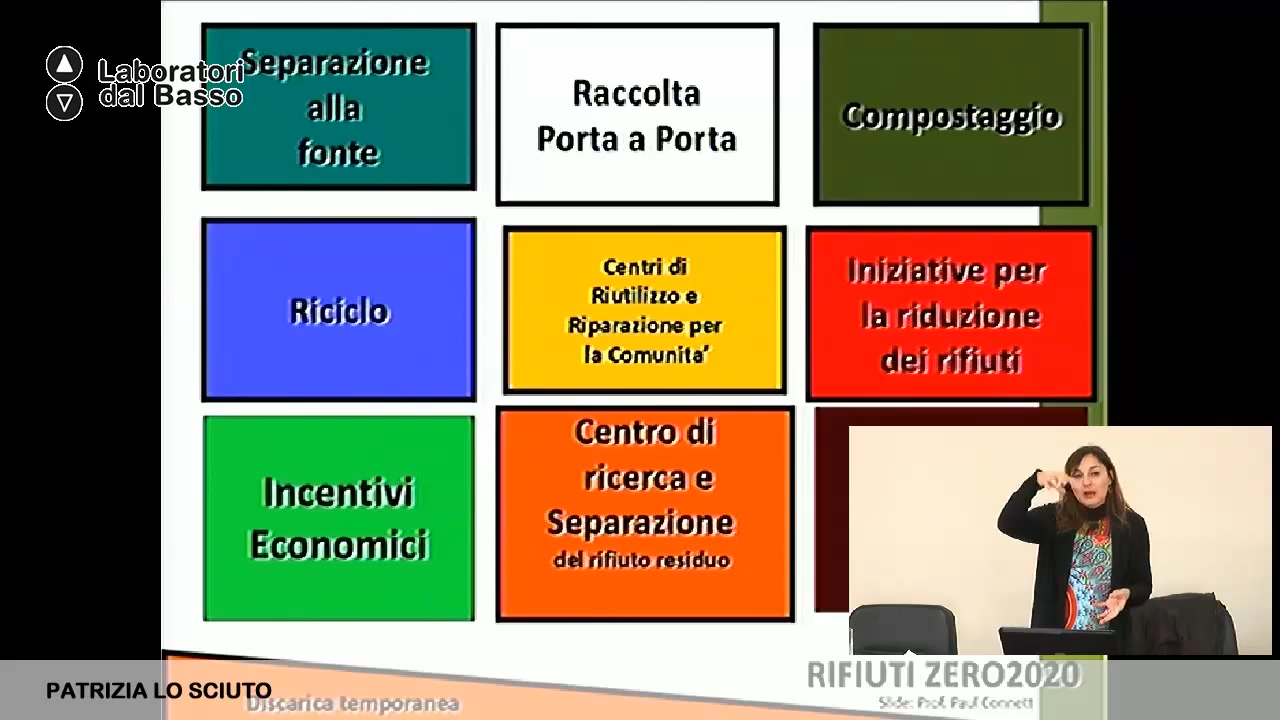 Laboratori
dal Basso
Separazione
alla
fonte
Raccolta
Porta a Porta
Compostaggio
Riciclo
Centri di
Riutilizzo e
Riparazione per
la Comunita'
Iniziative per
la riduzione
dei rifiuti
Incentivi
Economici
Centro di
ricerca e
Separazione
del rifiuto residuo
RIFIUTI ZERO2020
Slide: Prof. Paul Connett
PATRIZIA LO SCIUTO
Discarica temporanea